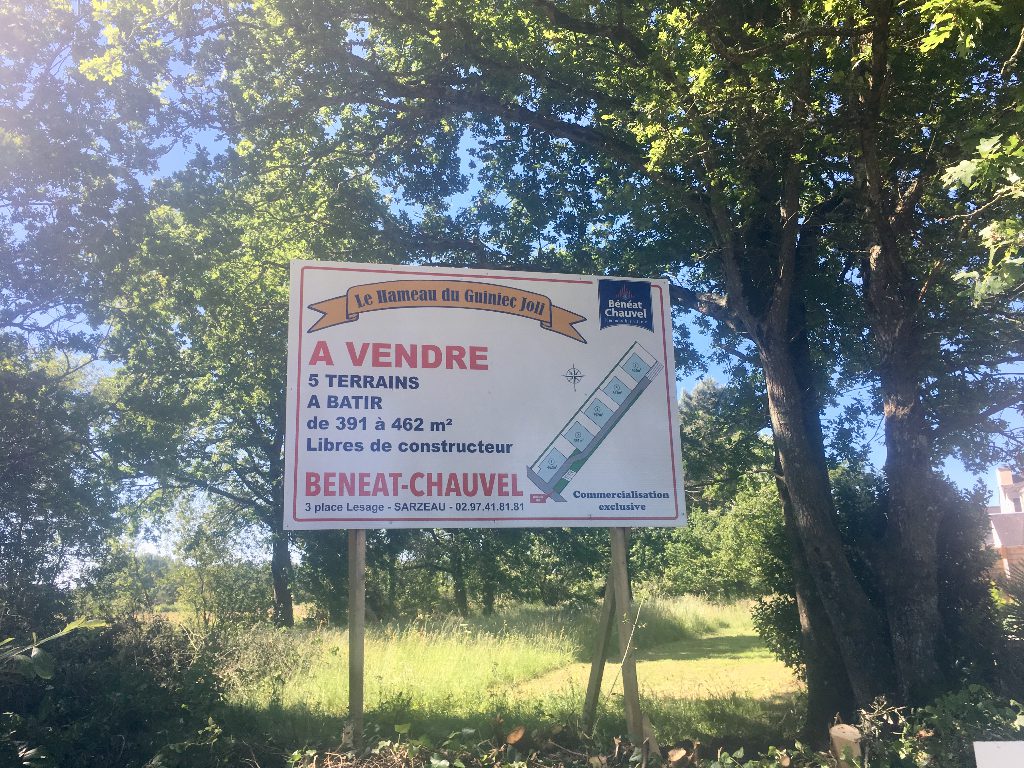 Le Hameau du Guiniec Joli
Bénéat
Chauvel
A VENDRE
5 TERRAINS
A BATIR
de 391 à 462 m²
Libres de constructeur
BENEAT-CHAUVEL
3 place Lesage - SARZEAU - 02.97.41.81.81
Commercialisation
exclusive